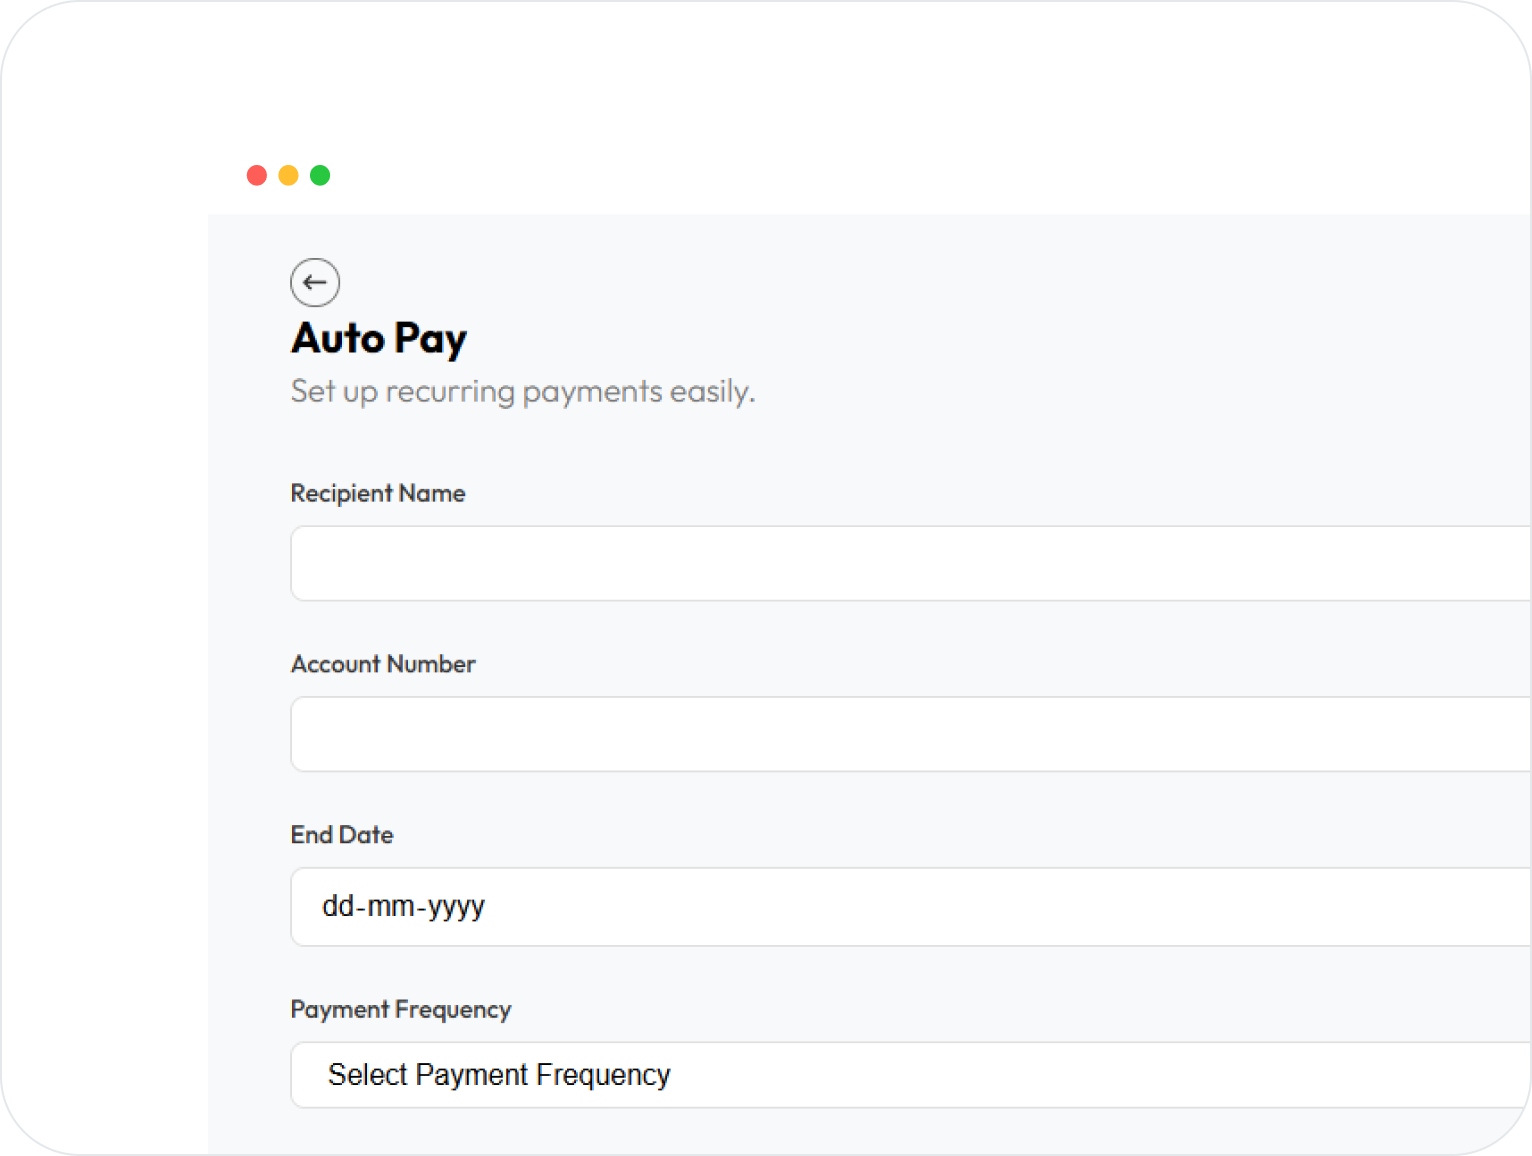 Auto Pay
Set up recurring payments easily.
Recipient Name
Account Number
End Date
dd-mm-yyyy
Payment Frequency
Select Payment Frequency